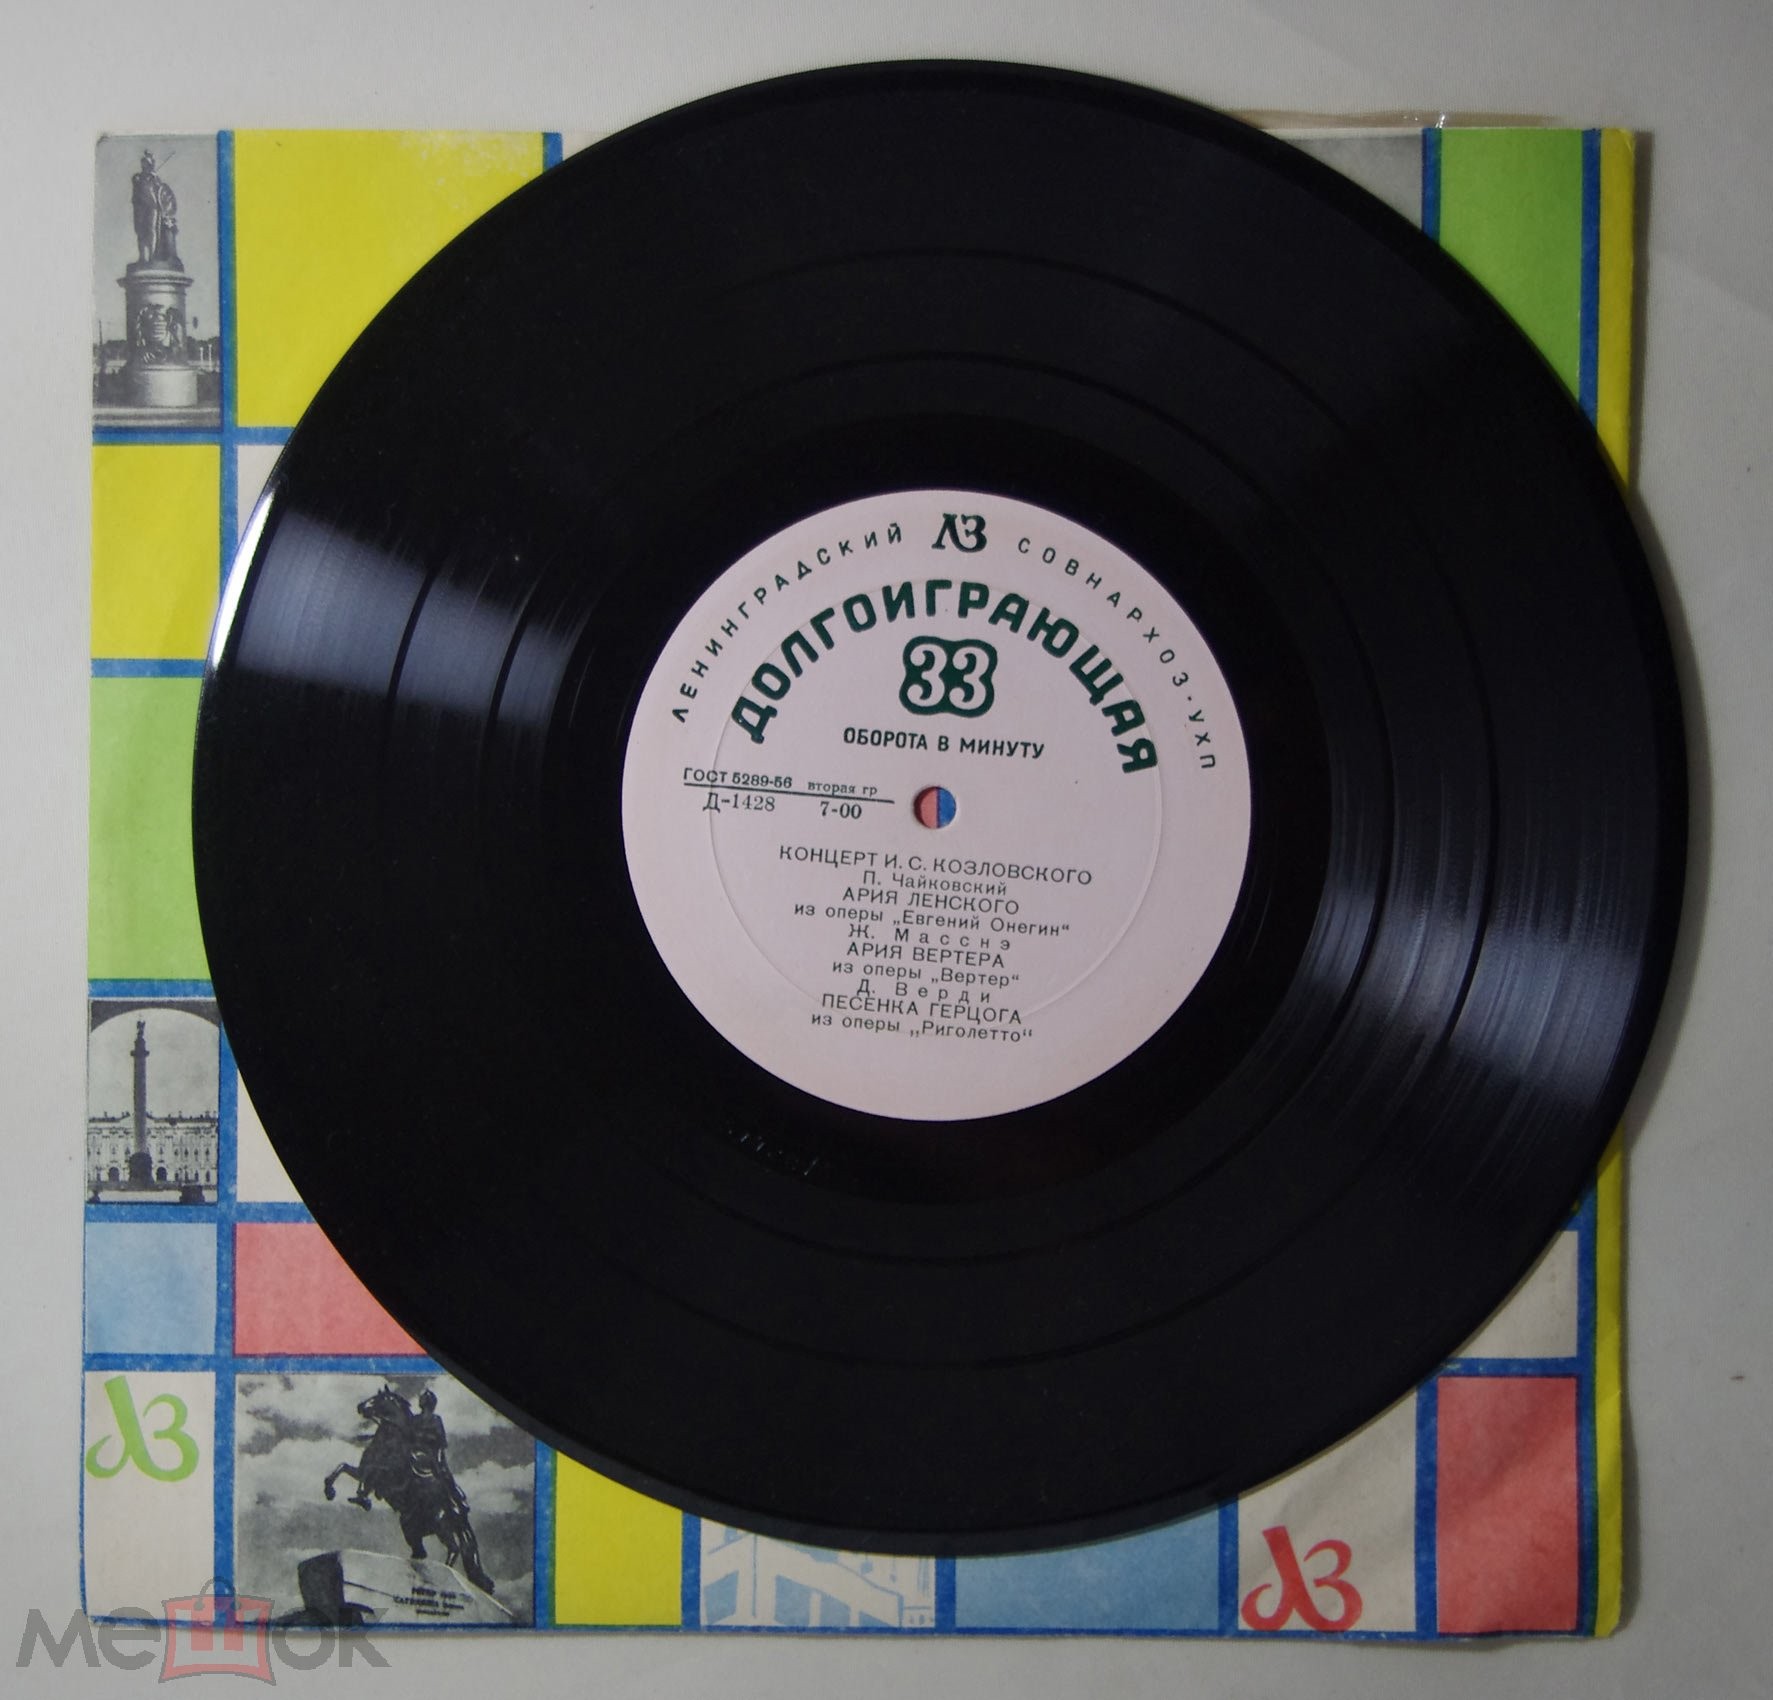 ЛЕНИНГРАДСКИЙ ЛЗ СОВНАРХОЗ·УХП
ДОЛГОИГРАЮЩАЯ
33
ОБОРОТА В МИНУТУ
ГОСТ 5289-56 вторая гр
Д-1428 7-00
КОНЦЕРТ И. С. КОЗЛОВСКОГО
П. Чайковский
АРИЯ ЛЕНСКОГО
из оперы „Евгений Онегин“
Ж. Масснэ
АРИЯ ВЕРТЕРА
из оперы „Вертер“
Д. Верди
ПЕСЕНКА ГЕРЦОГА
из оперы „Риголетто“
ЛЗ
ЛЗ
мешок